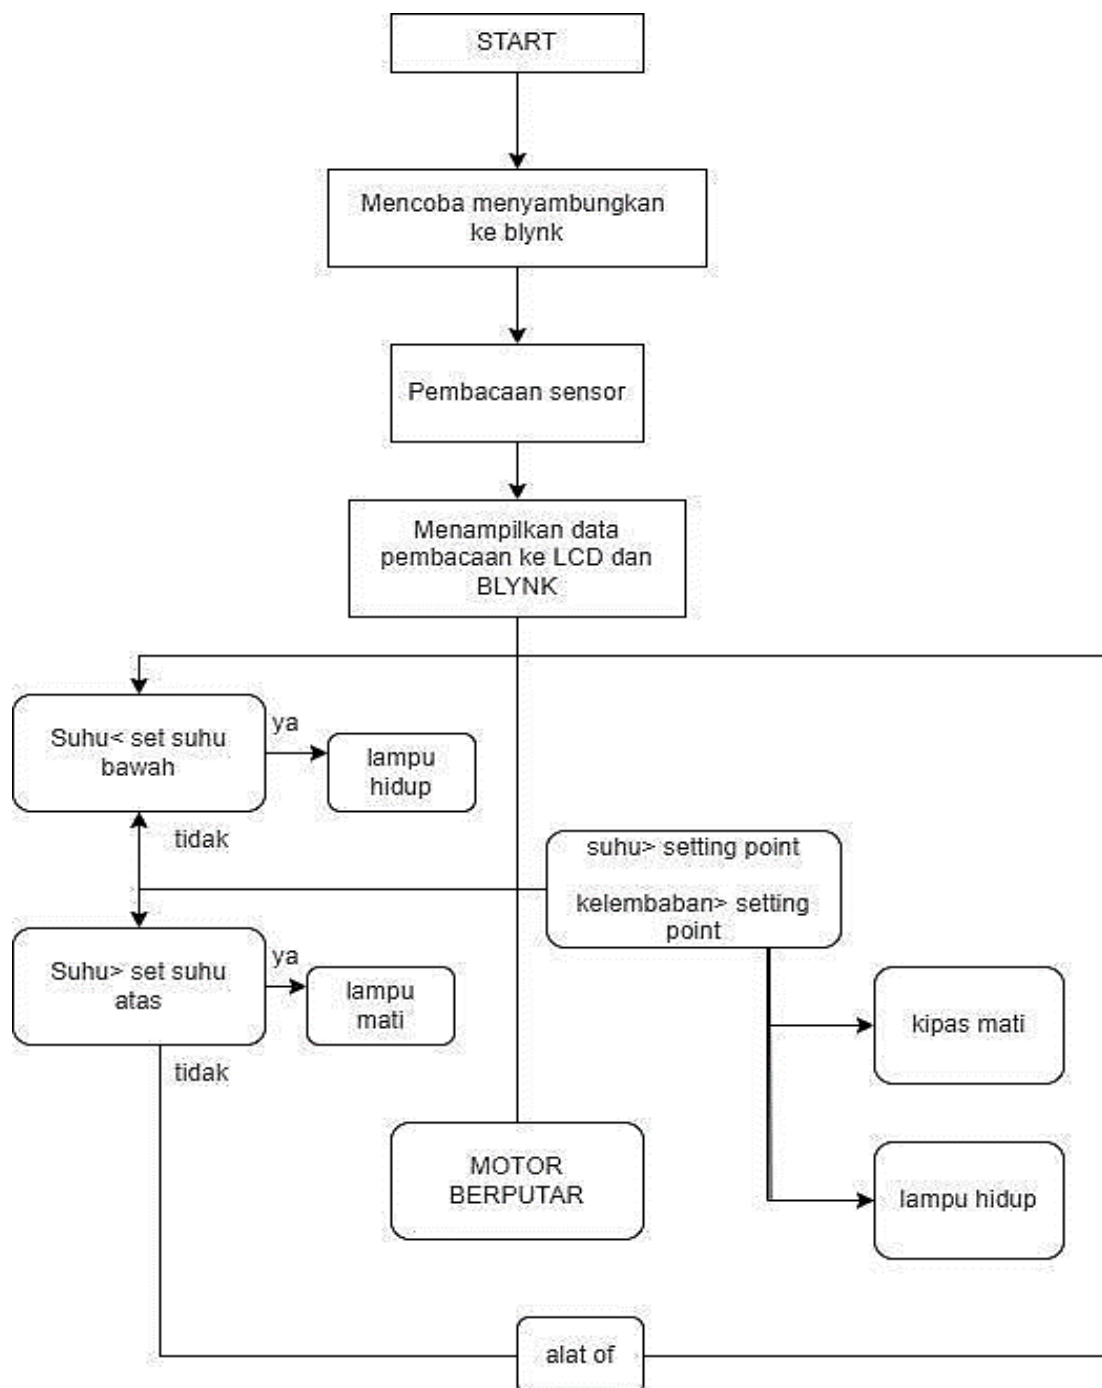 START
Mencoba menyambungkan
ke blynk
Pembacaan sensor
Menampilkan data
pembacaan ke LCD dan
BLYNK
Suhu< set suhu
bawah
ya
lampu
hidup
tidak
suhu> setting point
kelembaban> setting
point
Suhu> set suhu
atas
ya
lampu
mati
tidak
kipas mati
MOTOR
BERPUTAR
lampu hidup
alat of